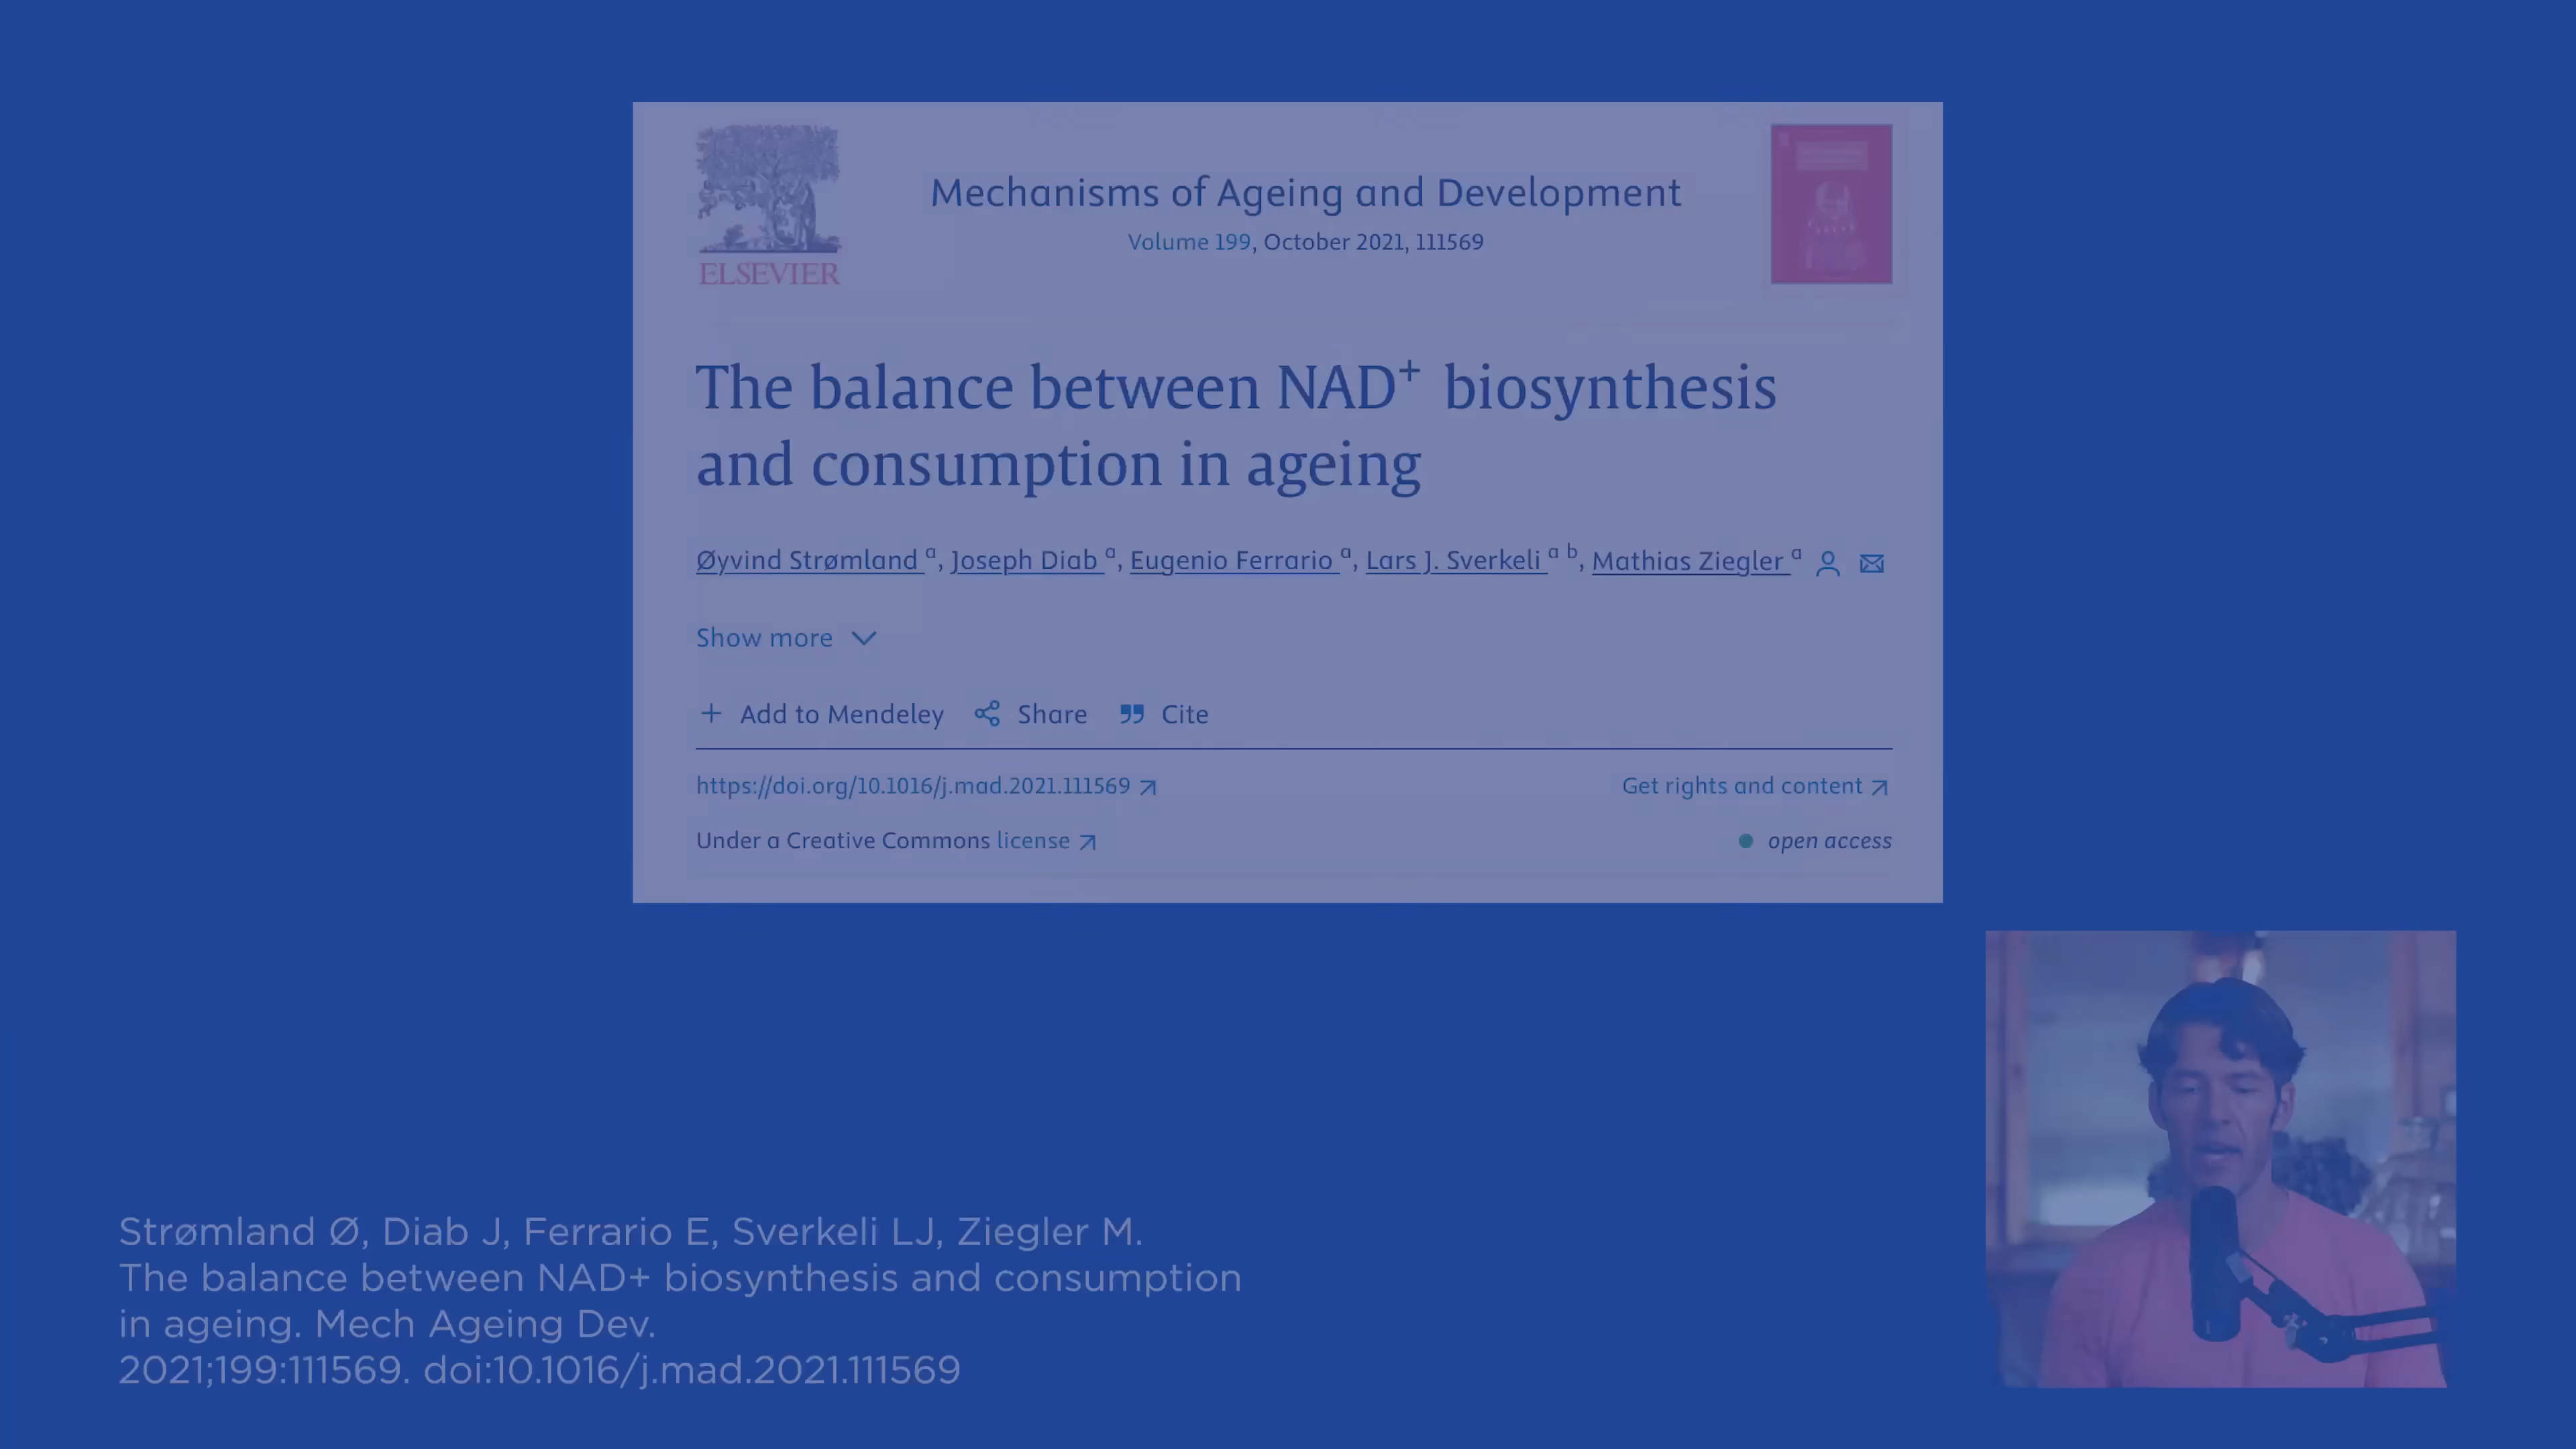 ELSEVIER
Mechanisms of Ageing and Development
Volume 199, October 2021, 111569
The balance between NAD⁺ biosynthesis
and consumption in ageing
Øyvind Strømland ᵃ, Joseph Diab ᵃ, Eugenio Ferrario ᵃ, Lars J. Sverkeli ᵃ ᵇ, Mathias Ziegler ᵃ
Show more
+ Add to Mendeley Share Cite
https://doi.org/10.1016/j.mad.2021.111569 Get rights and content
Under a Creative Commons license open access
Strømland Ø, Diab J, Ferrario E, Sverkeli LJ, Ziegler M.
The balance between NAD+ biosynthesis and consumption
in ageing. Mech Ageing Dev.
2021;199:111569. doi:10.1016/j.mad.2021.111569